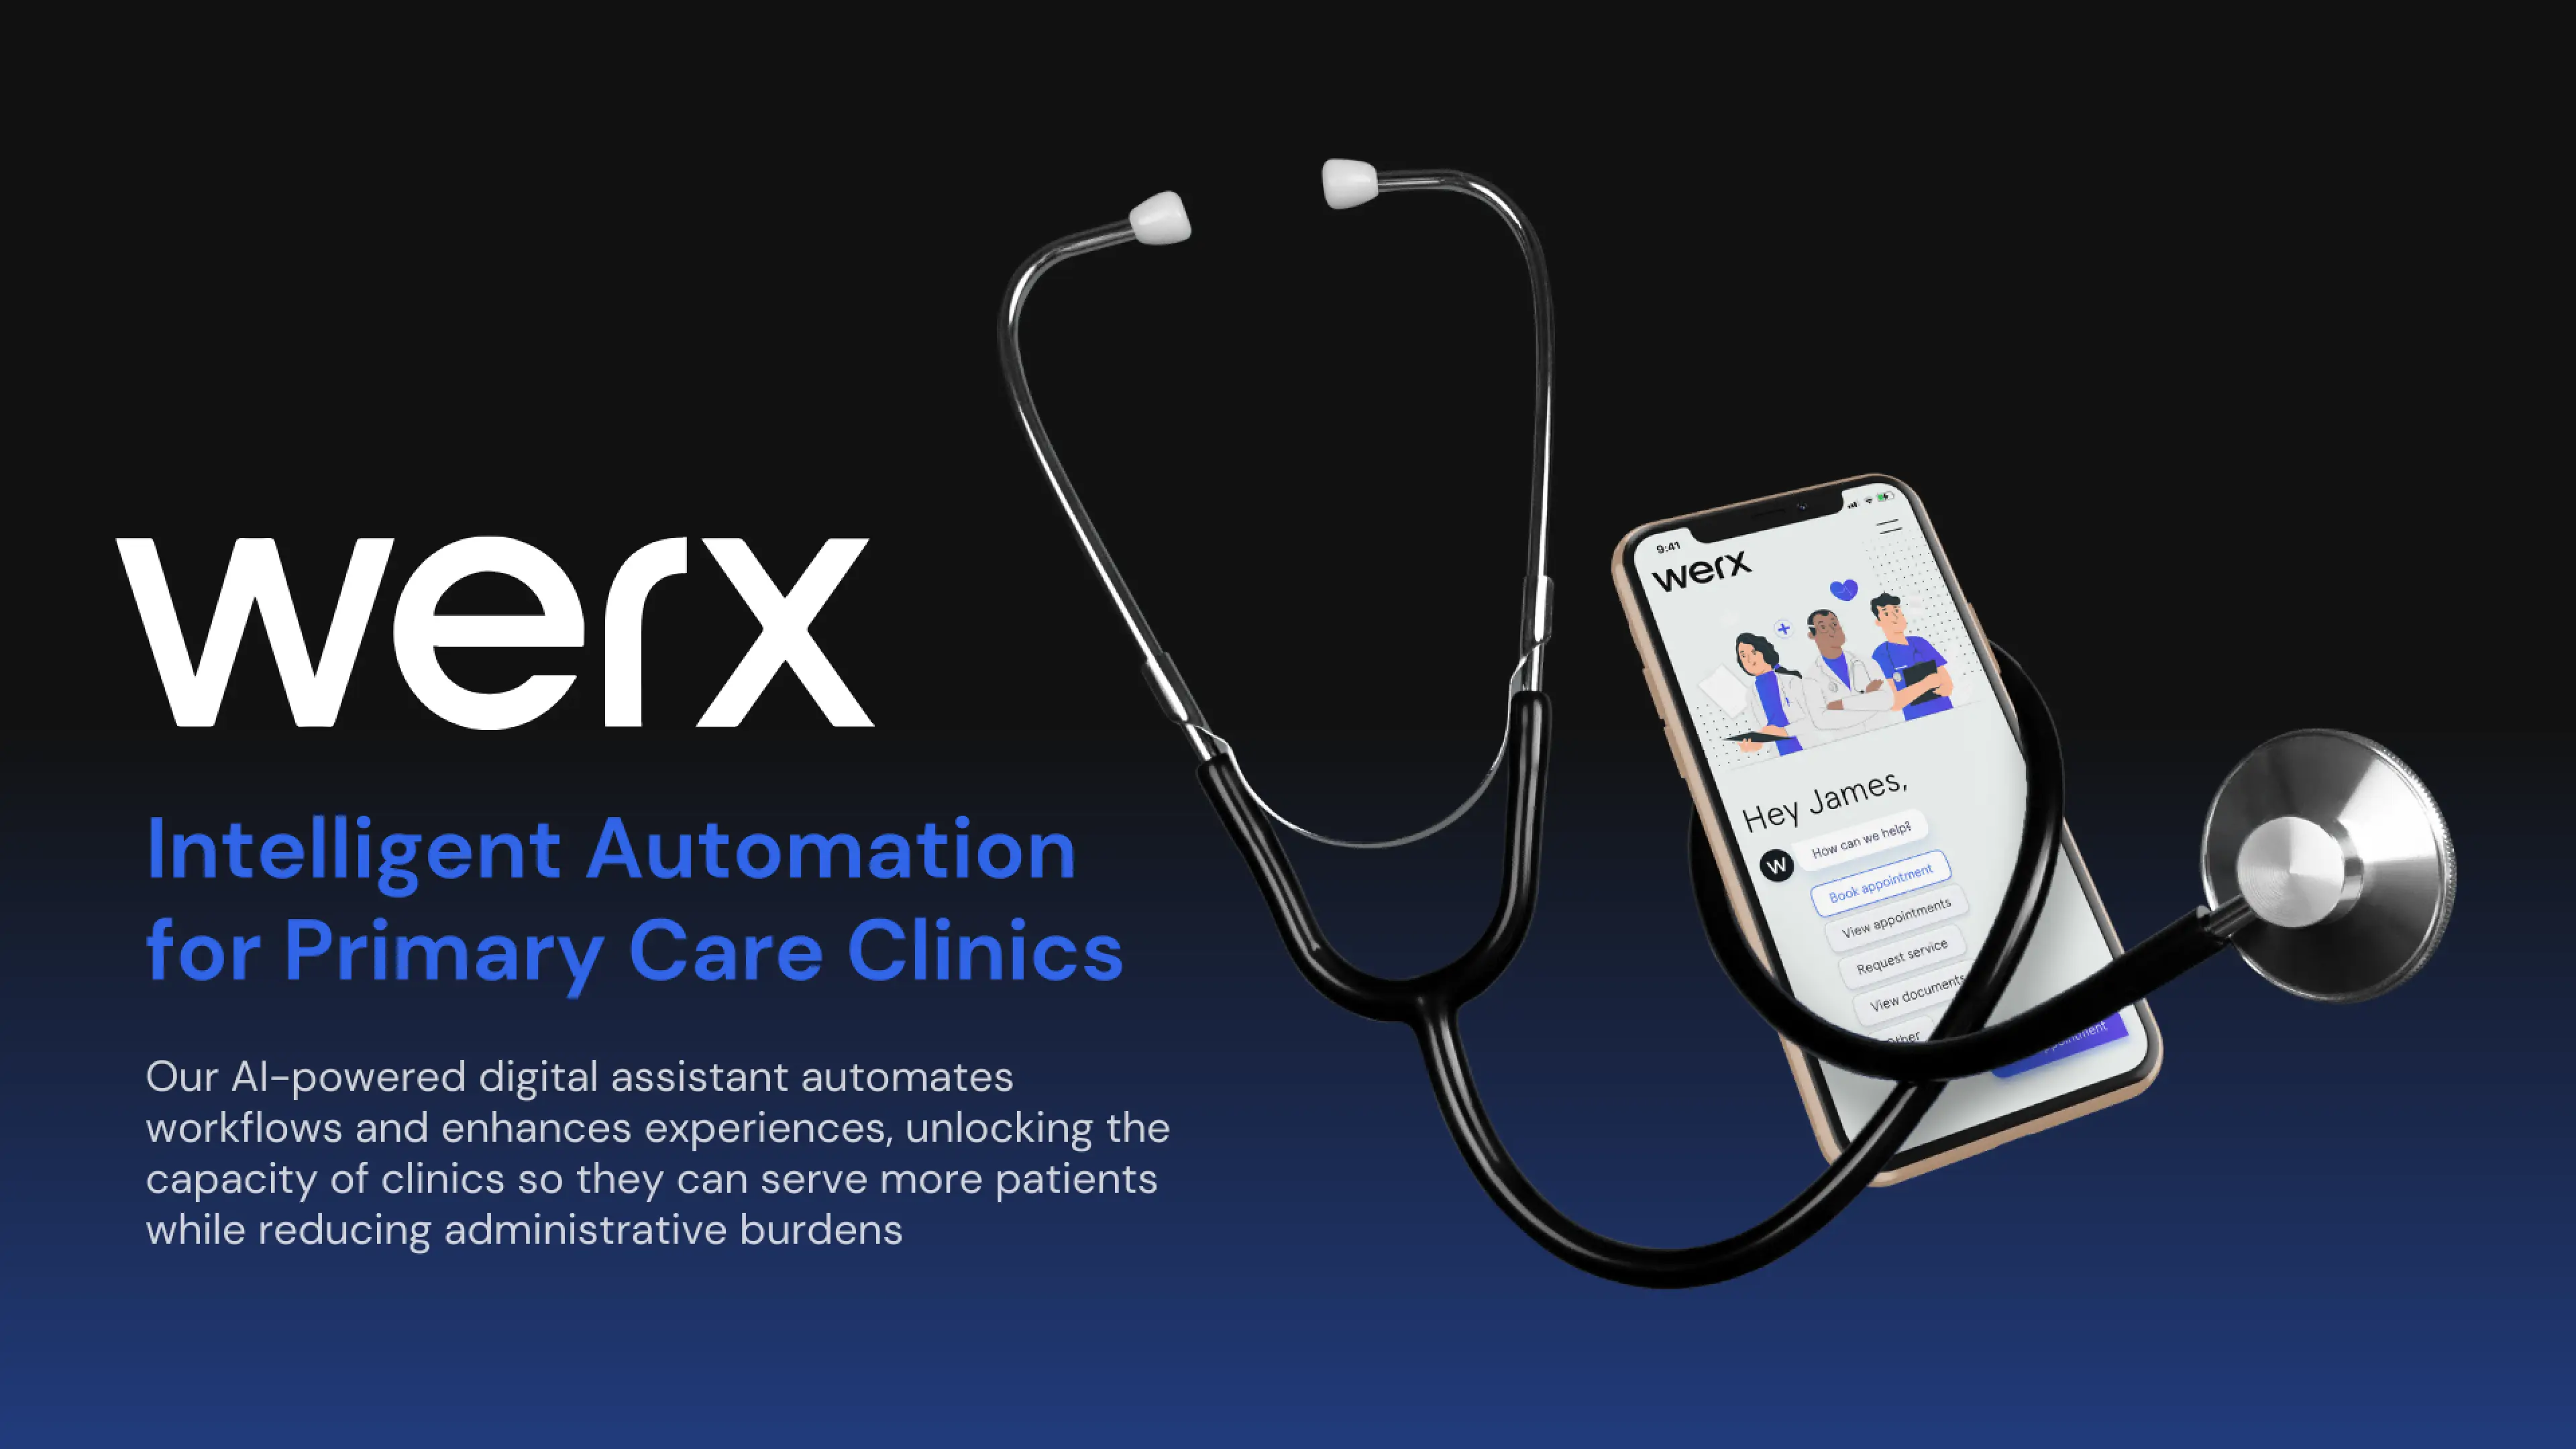 werx
Intelligent Automation
for Primary Care Clinics
Our AI-powered digital assistant automates
workflows and enhances experiences, unlocking the
capacity of clinics so they can serve more patients
while reducing administrative burdens
9:41
werx
Hey James,
W
How can we help?
Book appointment
View appointments
Request service
View documents